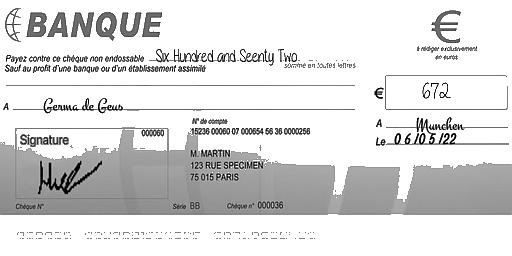 BANQUE
€
à rédiger exclusivement
en euros
Payez contre ce chèque non endossable Six Hundred and Seenty Two.
Sauf au profit d'une banque ou d'un établissement assimilé
somme en toutes lettres
€ 672
A Germa de Geus
A Munchen
Le 06/05/22
N° de compte
000060 15236 00060 07 000654 56 36 0000256
Signature
M. MARTIN
123 RUE SPECIMEN
75 015 PARIS
Chèque N° Série BB Chèque n° 000036